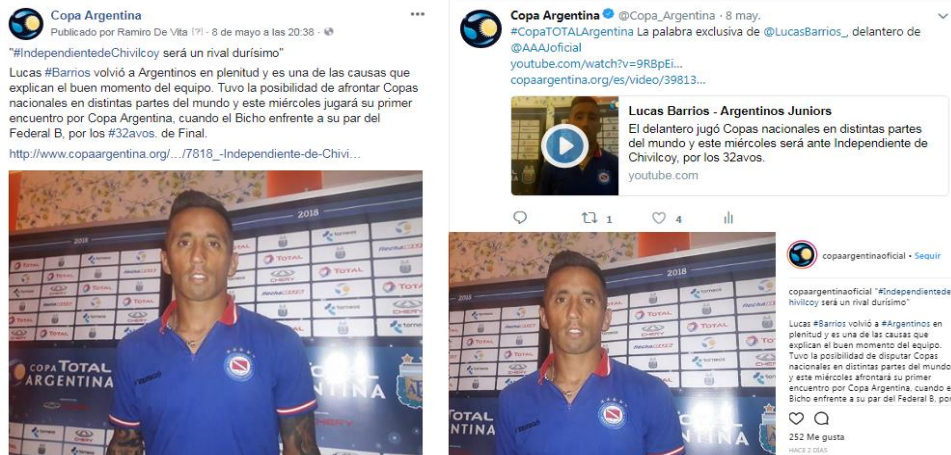 Copa Argentina
Publicado por Ramiro De Vita [?] · 8 de mayo a las 20:38 ·
"#IndependientedeChivilcoy será un rival durísimo"
Lucas #Barrios volvió a Argentinos en plenitud y es una de las causas que
explican el buen momento del equipo. Tuvo la posibilidad de afrontar Copas
nacionales en distintas partes del mundo y este miércoles jugará su primer
encuentro por Copa Argentina, cuando el Bicho enfrente a su par del
Federal B, por los #32avos. de Final.
http://www.copaargentina.org/.../7818_-Independiente-de-Chivi...
2018
TOTAL
CHERY
TOTAL
COPA TOTAL
ARGENTINA
Copa Argentina @Copa_Argentina · 8 may.
#CopaTOTALArgentina La palabra exclusiva de @LucasBarrios_, delantero de
@AAAJoficial
youtube.com/watch?v=9RBpEi...
copaargentina.org/es/video/39813...
Lucas Barrios - Argentinos Juniors
El delantero jugó Copas nacionales en distintas partes
del mundo y este miércoles será ante Independiente de
Chivilcoy, por los 32avos.
youtube.com
1 4
2018
TOTAL
CHERY
TOTAL
ARGENTINA
copaargentinaoficial • Seguir
copaargentinaoficial "#Independientede
hivilcoy será un rival durísimo"
Lucas #Barrios volvió a #Argentinos en
plenitud y es una de las causas que
explican el buen momento del equipo.
Tuvo la posibilidad de disputar Copas
nacionales en distintas partes del mundo
y este miércoles afrontará su primer
encuentro por Copa Argentina, cuando e
Bicho enfrente a su par del Federal B, por
252 Me gusta
HACE 2 DÍAS